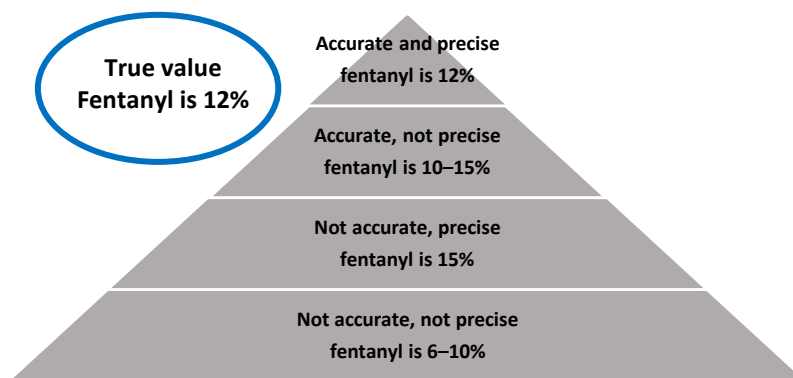 True value
Fentanyl is 12%
Accurate and precise
fentanyl is 12%
Accurate, not precise
fentanyl is 10–15%
Not accurate, precise
fentanyl is 15%
Not accurate, not precise
fentanyl is 6–10%